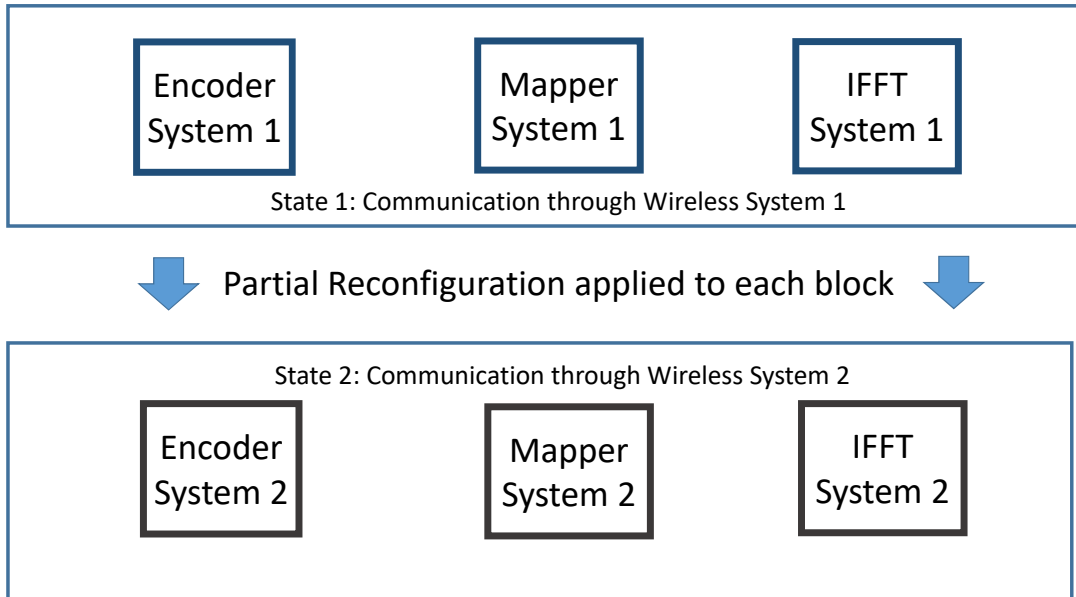 Encoder
System 1
Mapper
System 1
IFFT
System 1
State 1: Communication through Wireless System 1
Partial Reconfiguration applied to each block
State 2: Communication through Wireless System 2
Encoder
System 2
Mapper
System 2
IFFT
System 2